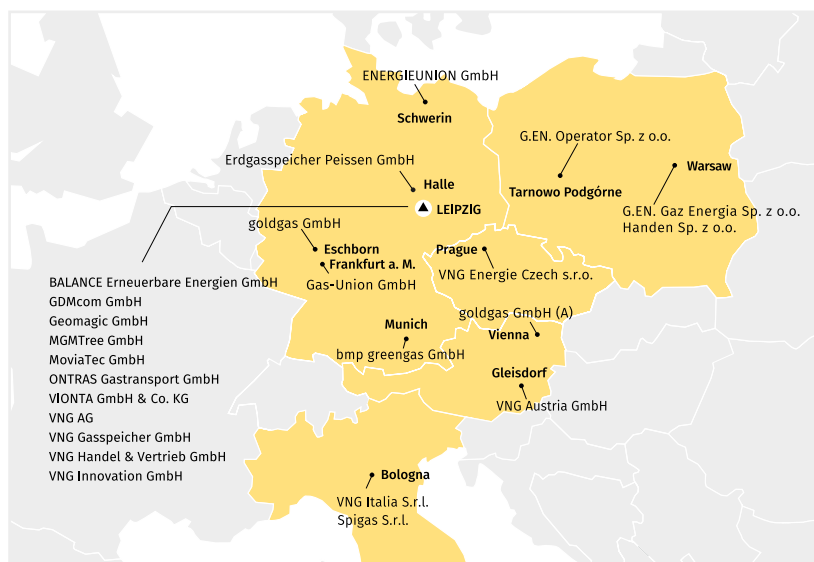 ENERGIEUNION GmbH
Schwerin
G.EN. Operator Sp. z o.o.
Erdgasspeicher Peissen GmbH
Warsaw
Halle
Tarnowo Podgórne
LEIPZIG
G.EN. Gaz Energia Sp. z o.o.
Handen Sp. z o.o.
goldgas GmbH
Eschborn
Prague
Frankfurt a. M.
VNG Energie Czech s.r.o.
Gas-Union GmbH
BALANCE Erneuerbare Energien GmbH
GDMcom GmbH
Geomagic GmbH
MGMTree GmbH
MoviaTec GmbH
ONTRAS Gastransport GmbH
VIONTA GmbH & Co. KG
VNG AG
VNG Gasspeicher GmbH
VNG Handel & Vertrieb GmbH
VNG Innovation GmbH
goldgas GmbH (A)
Munich
Vienna
bmp greengas GmbH
Gleisdorf
VNG Austria GmbH
Bologna
VNG Italia S.r.l.
Spigas S.r.l.